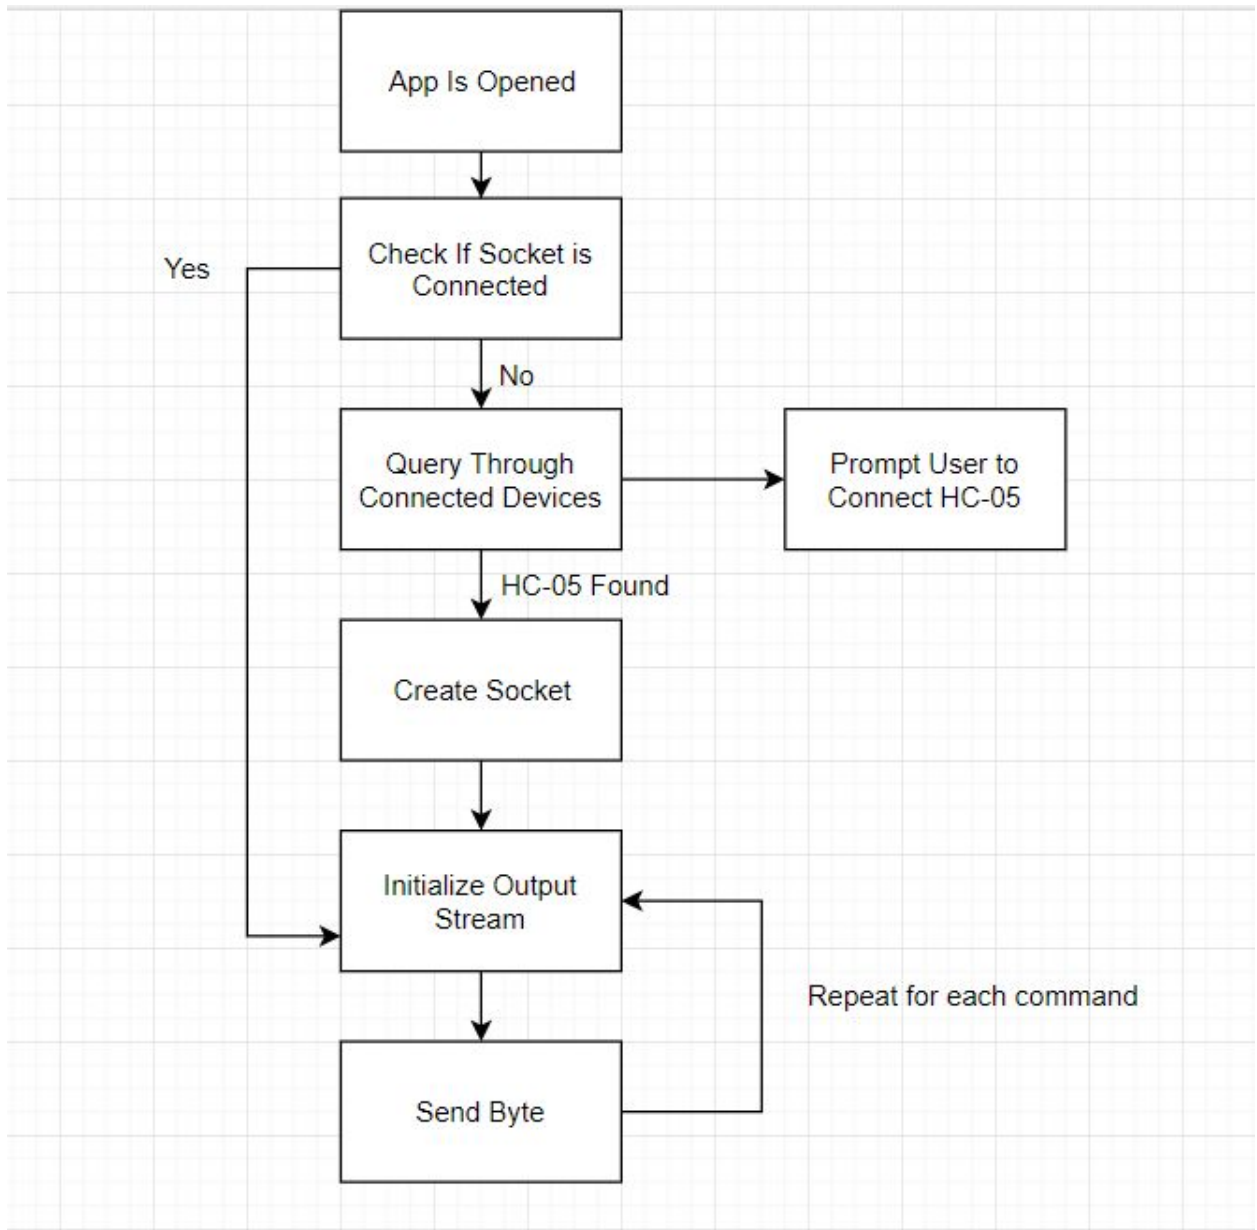 App Is Opened
Check If Socket is
Connected
Yes
No
Query Through
Connected Devices
Prompt User to
Connect HC-05
HC-05 Found
Create Socket
Initialize Output
Stream
Repeat for each command
Send Byte